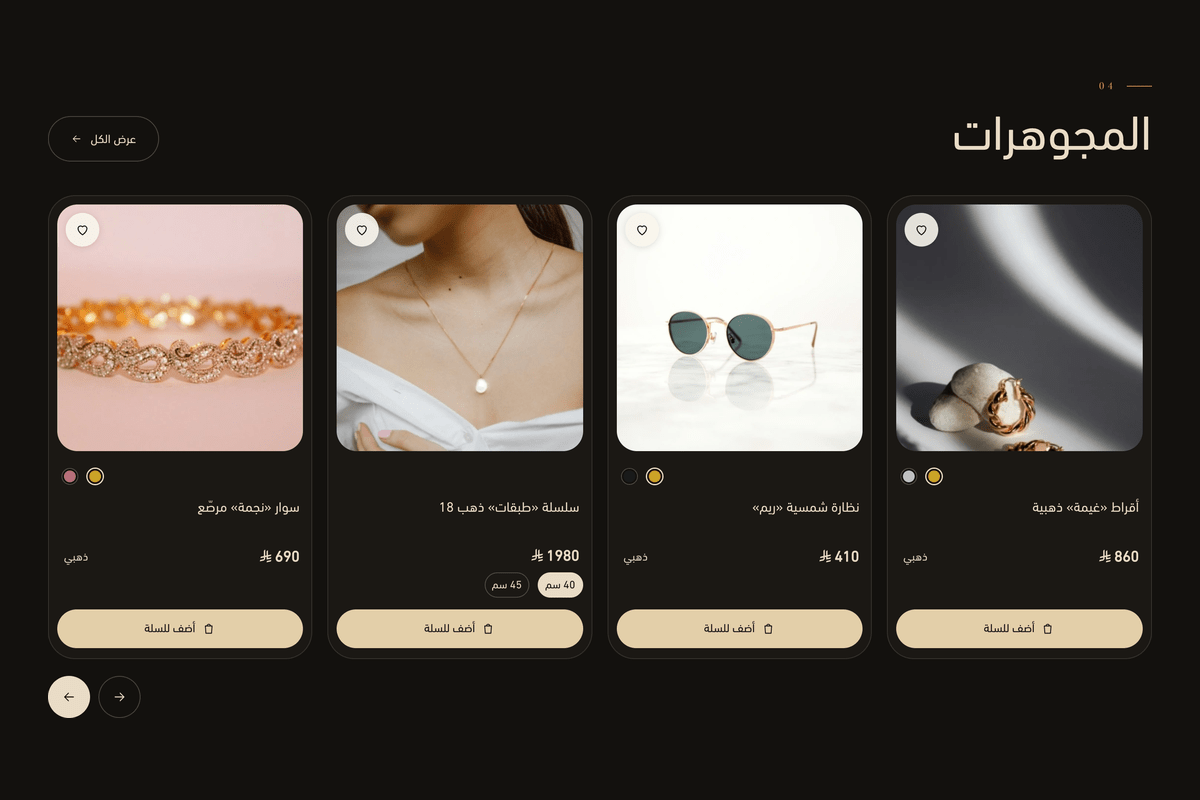 04
المجوهرات
عرض الكل ←
أقراط «غيمة» ذهبية
860 ⃁
ذهبي
أضف للسلة
نظارة شمسية «ريم»
410 ⃁
ذهبي
أضف للسلة
سلسلة «طبقات» ذهب 18
1980 ⃁
40 سم
45 سم
أضف للسلة
سوار «نجمة» مرصّع
690 ⃁
ذهبي
أضف للسلة